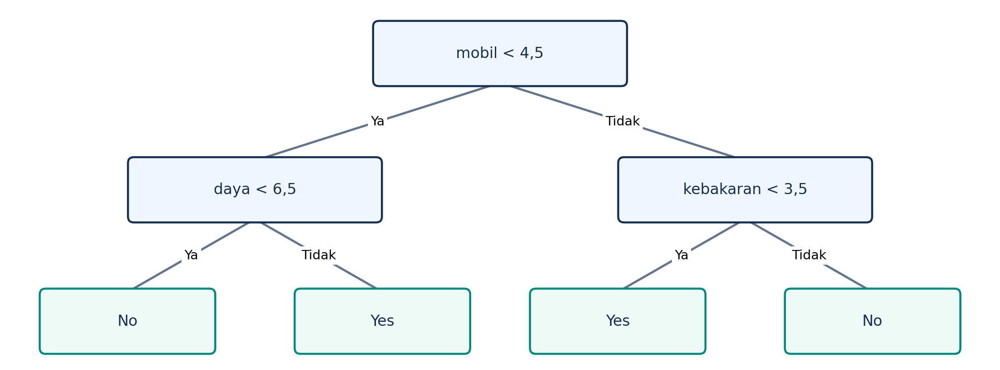 mobil < 4,5
Ya
Tidak
daya < 6,5
kebakaran < 3,5
Ya
Tidak
Ya
Tidak
No
Yes
Yes
No